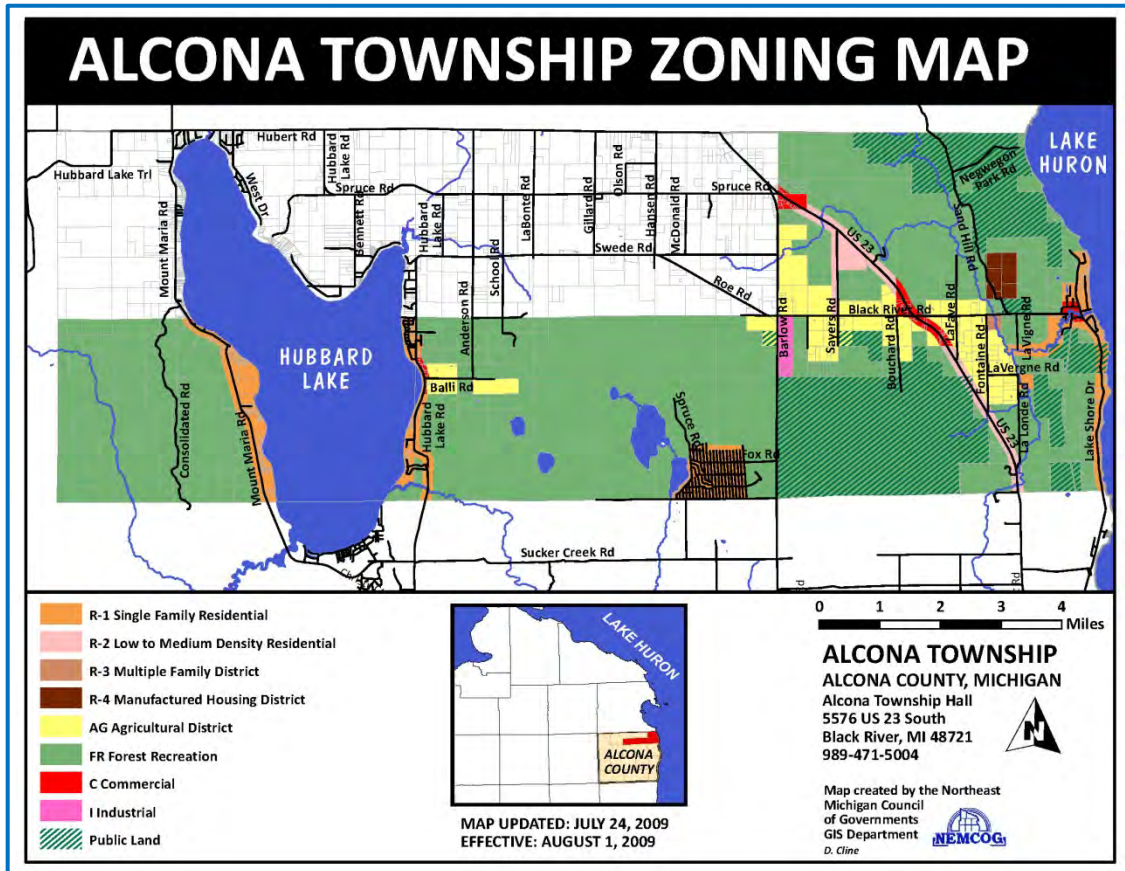 ALCONA TOWNSHIP ZONING MAP
Hubert Rd
Hubbard Lake Trl
West Dr
Hubbard
Lake Rd
Spruce Rd
Mount Maria Rd
Bennett Rd
Hubbard
Lake Rd
School Rd
LaBonte Rd
Gillard Rd
Olson Rd
Hansen Rd
McDonald Rd
Swede Rd
Spruce Rd
Roe Rd
US 23
Sand Hill Rd
Negwegon
Park Rd
LAKE
HURON
Anderson Rd
Barlow Rd
Sayers Rd
Black River Rd
Bouchard Rd
LaFave Rd
Fontaine Rd
LaVigne Rd
LaVergne Rd
HUBBARD
LAKE
Balli Rd
Hubbard
Lake Rd
Consolidated Rd
Mount Maria Rd
Spruce Rd
Fox Rd
US 23
La Londe Rd
Lake Shore Dr
Sucker Creek Rd
R-1 Single Family Residential
R-2 Low to Medium Density Residential
R-3 Multiple Family District
R-4 Manufactured Housing District
AG Agricultural District
FR Forest Recreation
C Commercial
I Industrial
Public Land
LAKE HURON
ALCONA
COUNTY
MAP UPDATED: JULY 24, 2009
EFFECTIVE: AUGUST 1, 2009
0 1 2 3 4
Miles
ALCONA TOWNSHIP
ALCONA COUNTY, MICHIGAN
Alcona Township Hall
5576 US 23 South
Black River, MI 48721
989-471-5004
N
Map created by the Northeast
Michigan Council
of Governments
GIS Department
D. Cline
NEMCOG